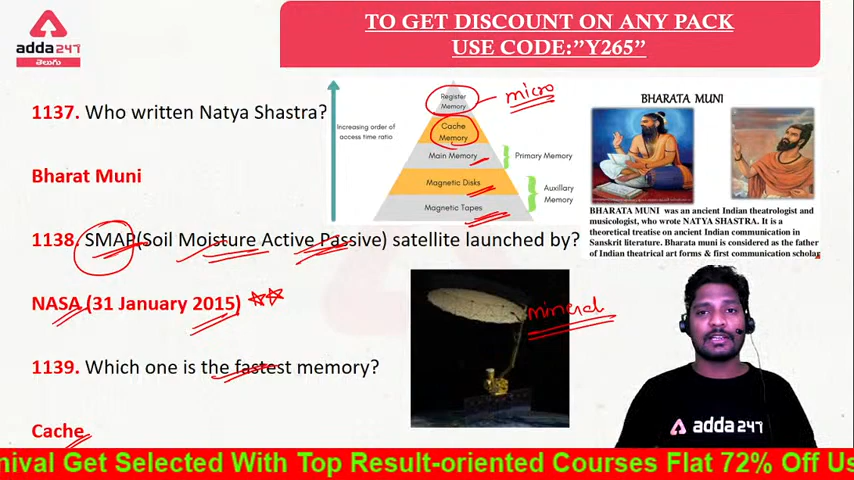 TO GET DISCOUNT ON ANY PACK
USE CODE:”Y265”
adda247
తెలుగు
1137. Who written Natya Shastra?
Bharat Muni
1138. SMAP(Soil Moisture Active Passive) satellite launched by?
NASA (31 January 2015)
1139. Which one is the fastest memory?
Cache
Increasing order of
access time ratio
Register
Memory
micro
Cache
Memory
Main Memory
Primary Memory
Magnetic Disks
Auxillary
Memory
Magnetic Tapes
BHARATA MUNI
BHARATA MUNI was an ancient Indian theatrologist and
musicologist, who wrote NATYA SHASTRA. It is a
theoretical treatise on ancient Indian communication in
Sanskrit literature. Bharata muni is considered as the father
of Indian theatrical art forms & first communication scholar
mineral
adda247
nival Get Selected With Top Result-oriented Courses Flat 72% Off Us